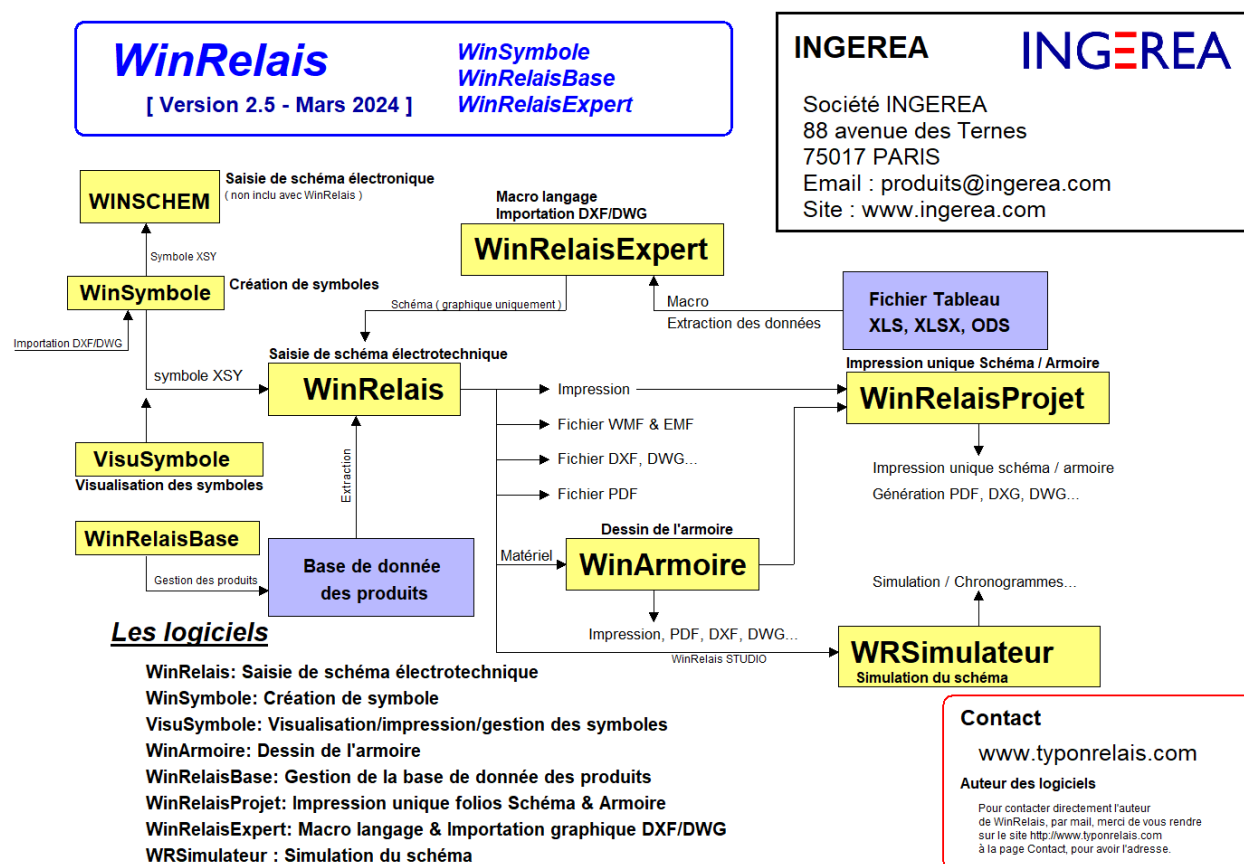 WinRelais
[ Version 2.5 - Mars 2024 ]
WinSymbole
WinRelaisBase
WinRelaisExpert
INGEREA
INGEREA
Société INGEREA
88 avenue des Ternes
75017 PARIS
Email : produits@ingerea.com
Site : www.ingerea.com
WINSCHEM
Saisie de schéma électronique
( non inclu avec WinRelais )
Symbole XSY
WinSymbole
Création de symboles
Importation DXF/DWG
symbole XSY
Macro langage
Importation DXF/DWG
WinRelaisExpert
Schéma ( graphique uniquement )
Macro
Extraction des données
Fichier Tableau
XLS, XLSX, ODS
Saisie de schéma électrotechnique
WinRelais
Impression
Fichier WMF & EMF
Fichier DXF, DWG...
Fichier PDF
Impression unique Schéma / Armoire
WinRelaisProjet
Impression unique schéma / armoire
Génération PDF, DXG, DWG...
VisuSymbole
Visualisation des symboles
Extraction
WinRelaisBase
Gestion des produits
Base de donnée
des produits
Matériel
Dessin de l'armoire
WinArmoire
Impression, PDF, DXF, DWG...
WinRelais STUDIO
Simulation / Chronogrammes...
WRSimulateur
Simulation du schéma
Les logiciels
WinRelais: Saisie de schéma électrotechnique
WinSymbole: Création de symbole
VisuSymbole: Visualisation/impression/gestion des symboles
WinArmoire: Dessin de l'armoire
WinRelaisBase: Gestion de la base de donnée des produits
WinRelaisProjet: Impression unique folios Schéma & Armoire
WinRelaisExpert: Macro langage & Importation graphique DXF/DWG
WRSimulateur : Simulation du schéma
Contact
www.typonrelais.com
Auteur des logiciels
Pour contacter directement l'auteur
de WinRelais, par mail, merci de vous rendre
sur le site http://www.typonrelais.com
à la page Contact, pour avoir l'adresse.